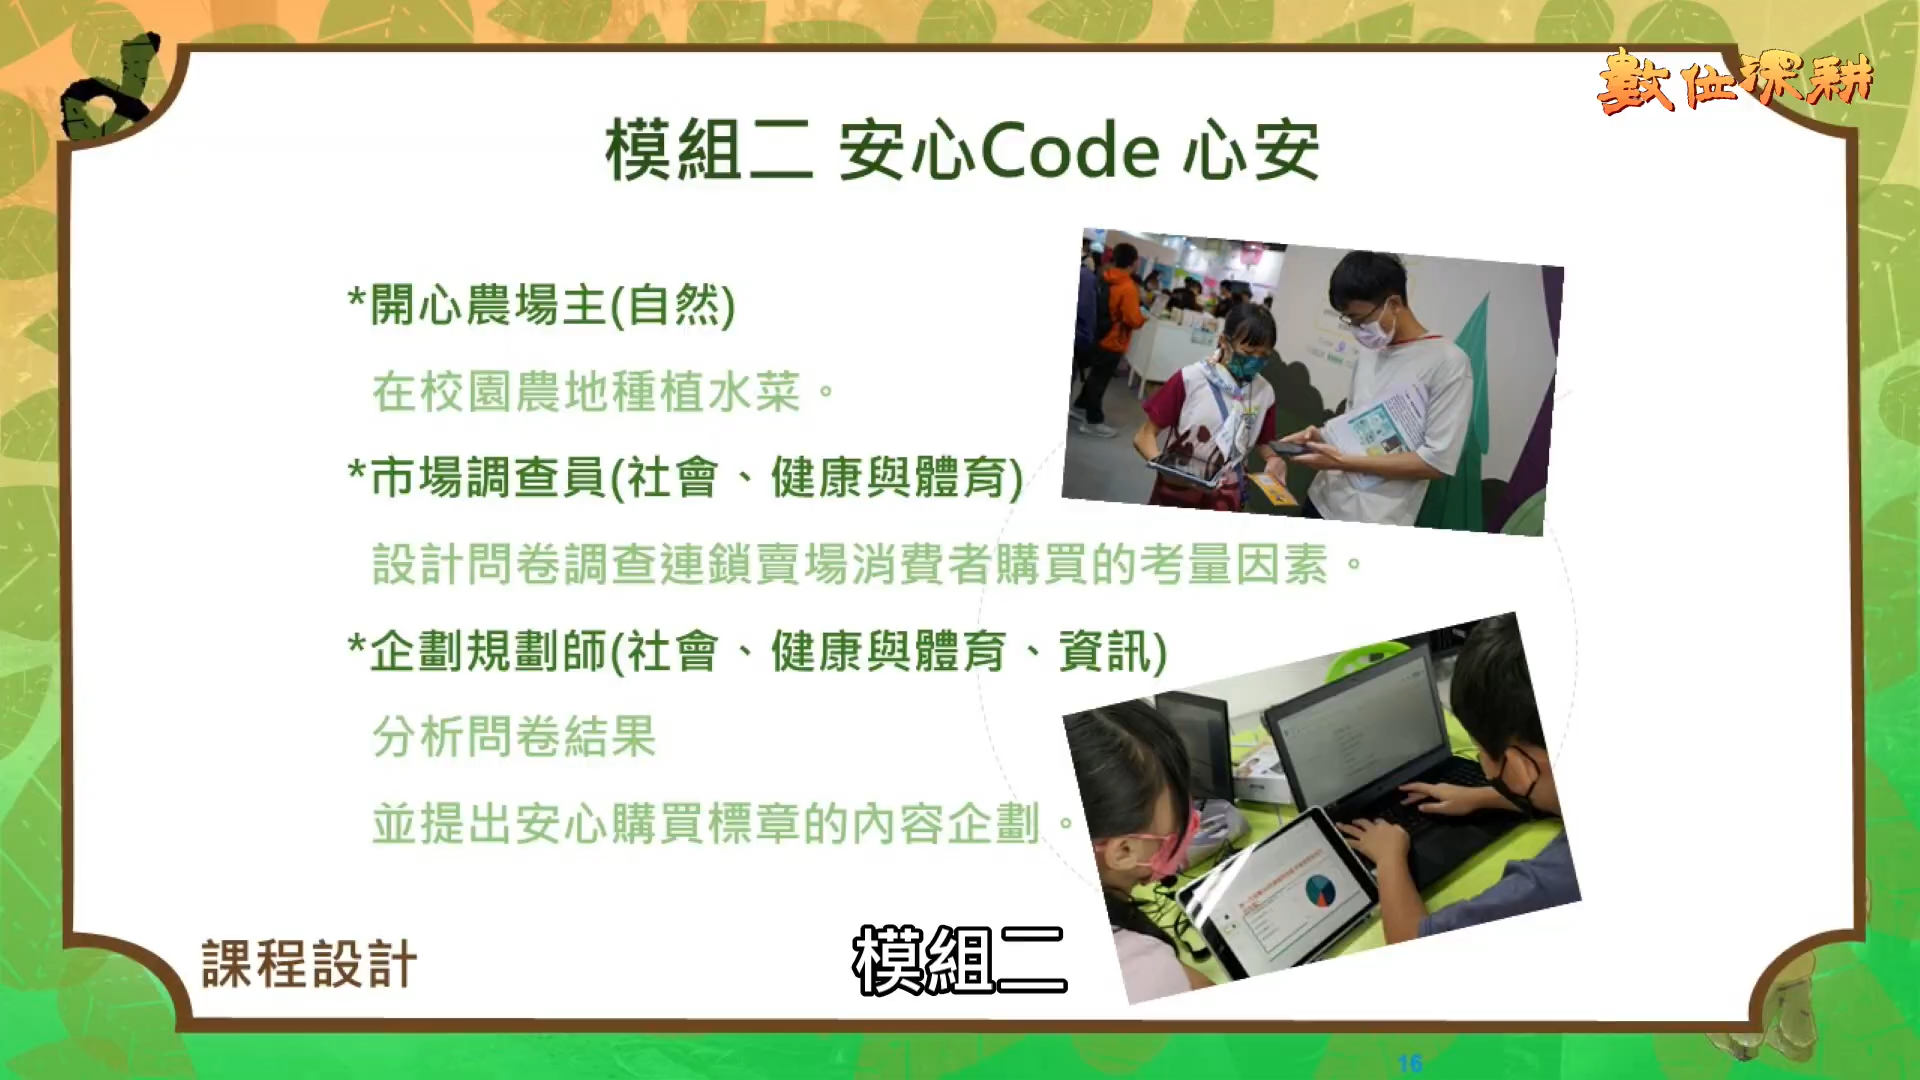 數位深耕
模組二 安心Code 心安
*開心農場主(自然)
在校園農地種植水菜。
*市場調查員(社會、健康與體育)
設計問卷調查連鎖賣場消費者購買的考量因素。
*企劃規劃師(社會、健康與體育、資訊)
分析問卷結果
並提出安心購買標章的內容企劃。
課程設計
模組二
16